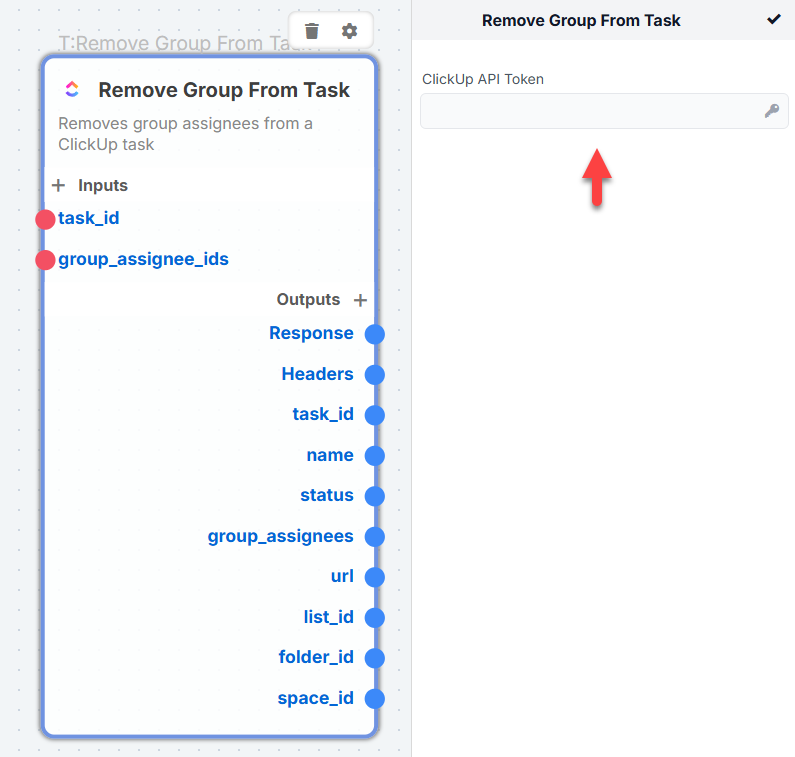 T:Remove Group From Task
Remove Group From Task
Removes group assignees from a
ClickUp task
Inputs
task_id
group_assignee_ids
Outputs
Response
Headers
task_id
name
status
group_assignees
url
list_id
folder_id
space_id
Remove Group From Task
ClickUp API Token